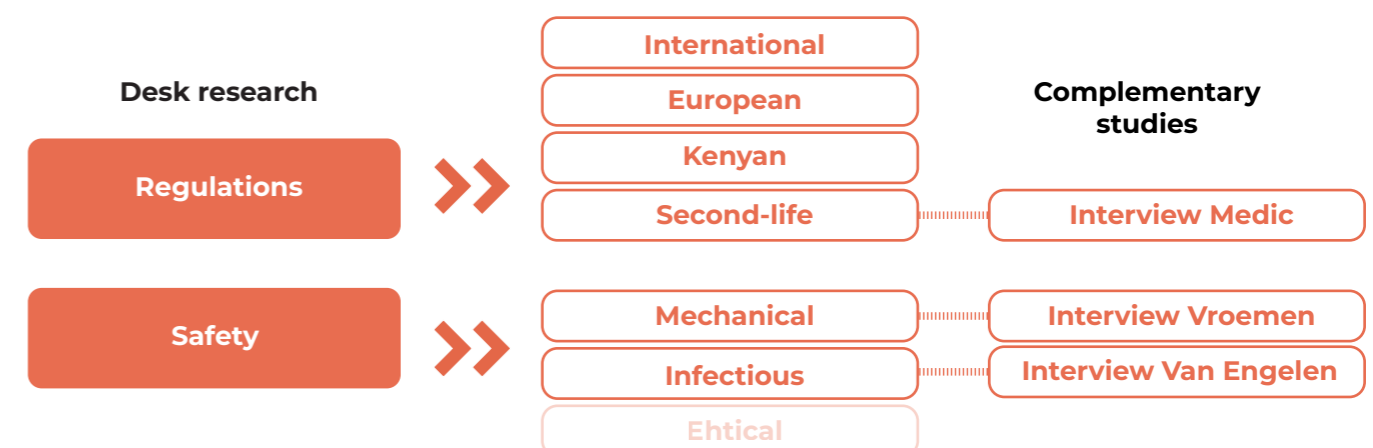 Desk research
Regulations
Safety
International
European
Kenyan
Second-life
Mechanical
Infectious
Ehtical
Complementary
studies
Interview Medic
Interview Vroemen
Interview Van Engelen